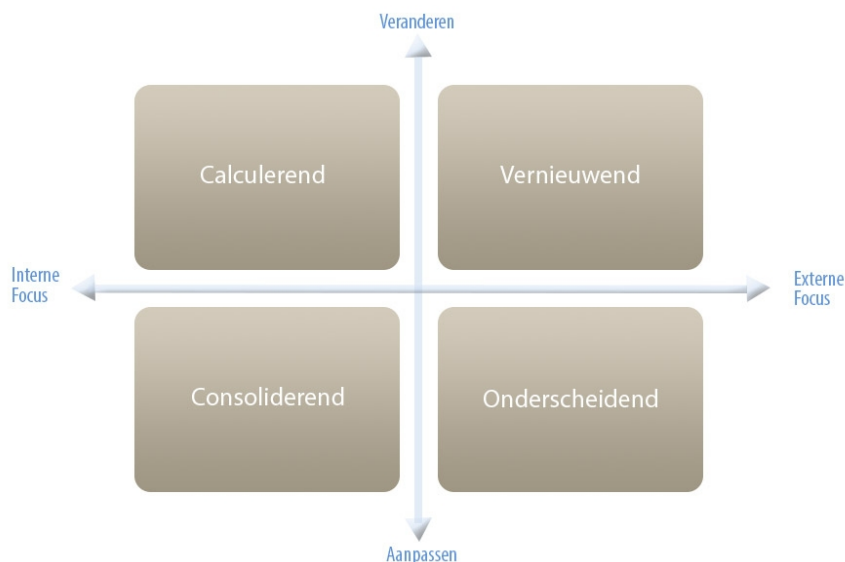 Veranderen
Calculerend
Vernieuwend
Interne
Focus
Externe
Focus
Consoliderend
Onderscheidend
Aanpassen